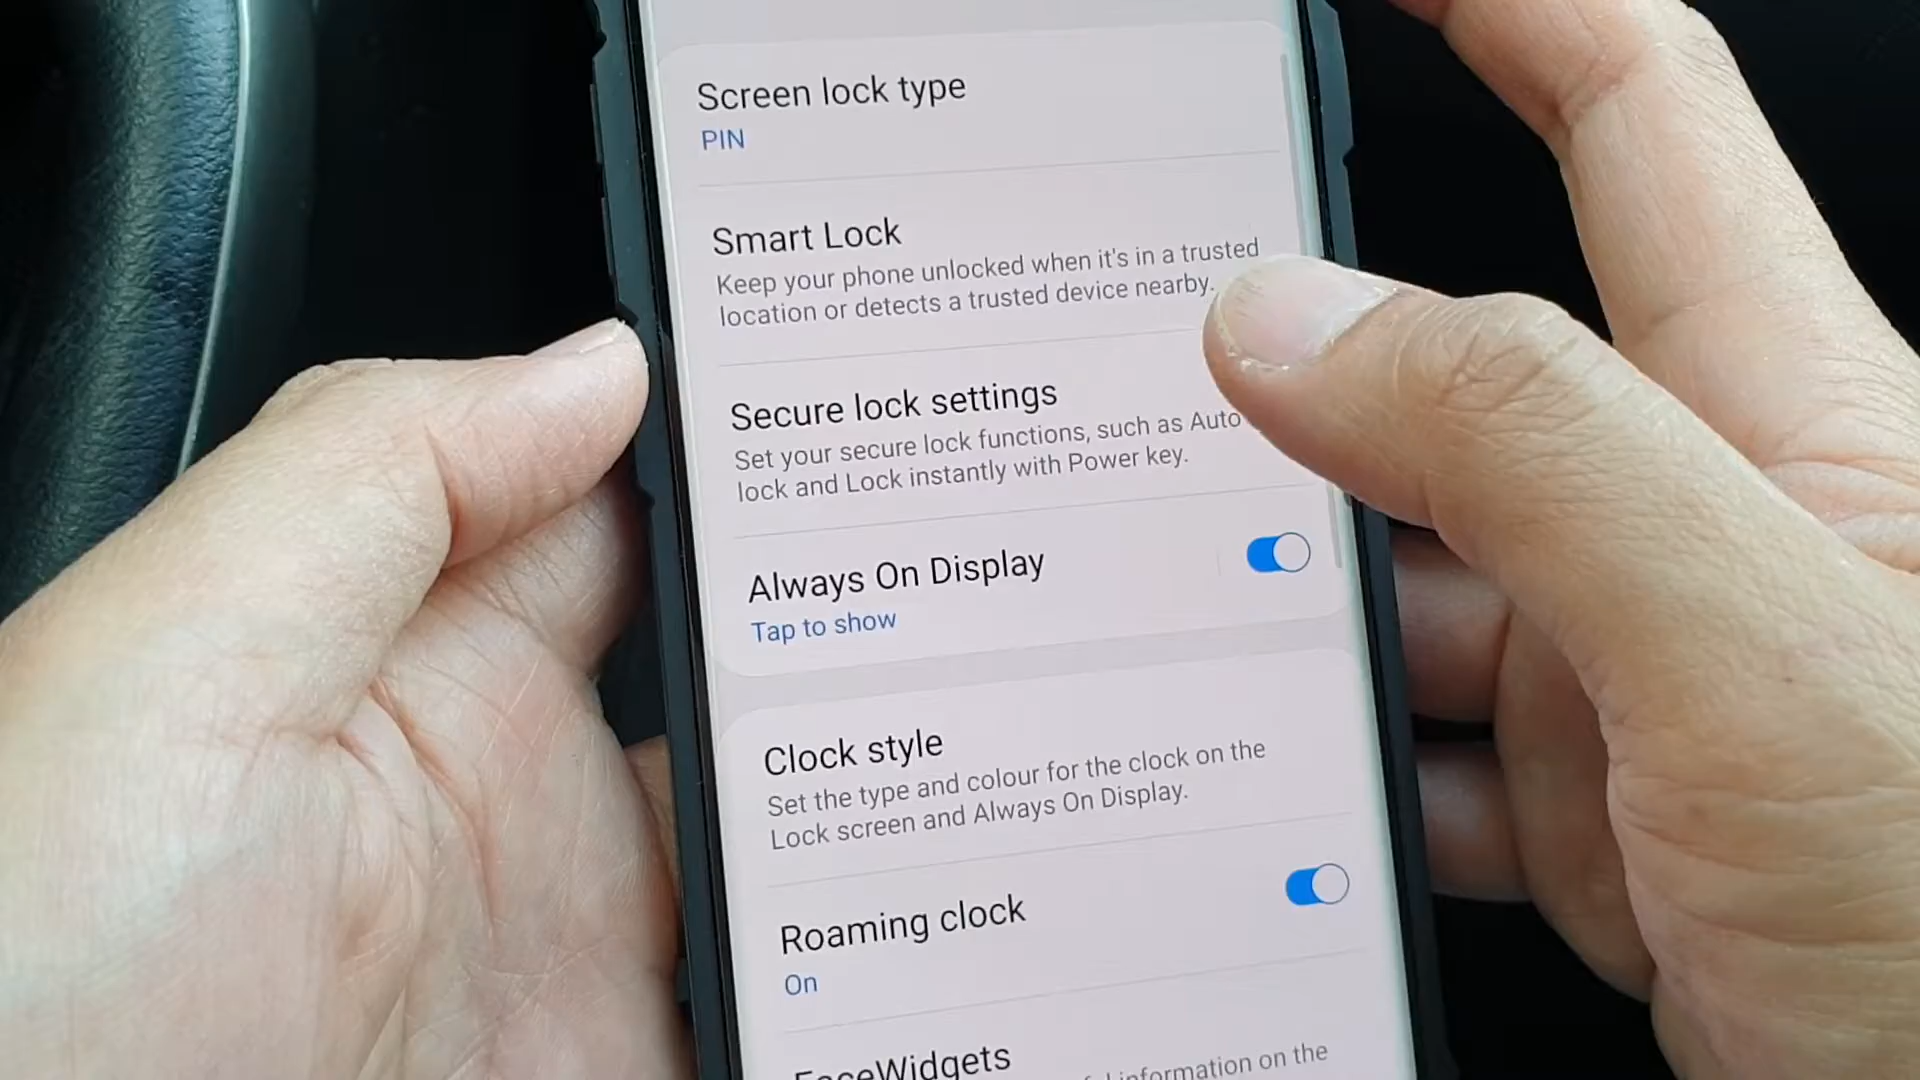 Screen lock type
PIN
Smart Lock
Keep your phone unlocked when it's in a trusted
location or detects a trusted device nearby.
Secure lock settings
Set your secure lock functions, such as Auto
lock and Lock instantly with Power key.
Always On Display
Tap to show
Clock style
Set the type and colour for the clock on the
Lock screen and Always On Display.
Roaming clock
On
FaceWidgets
information on the